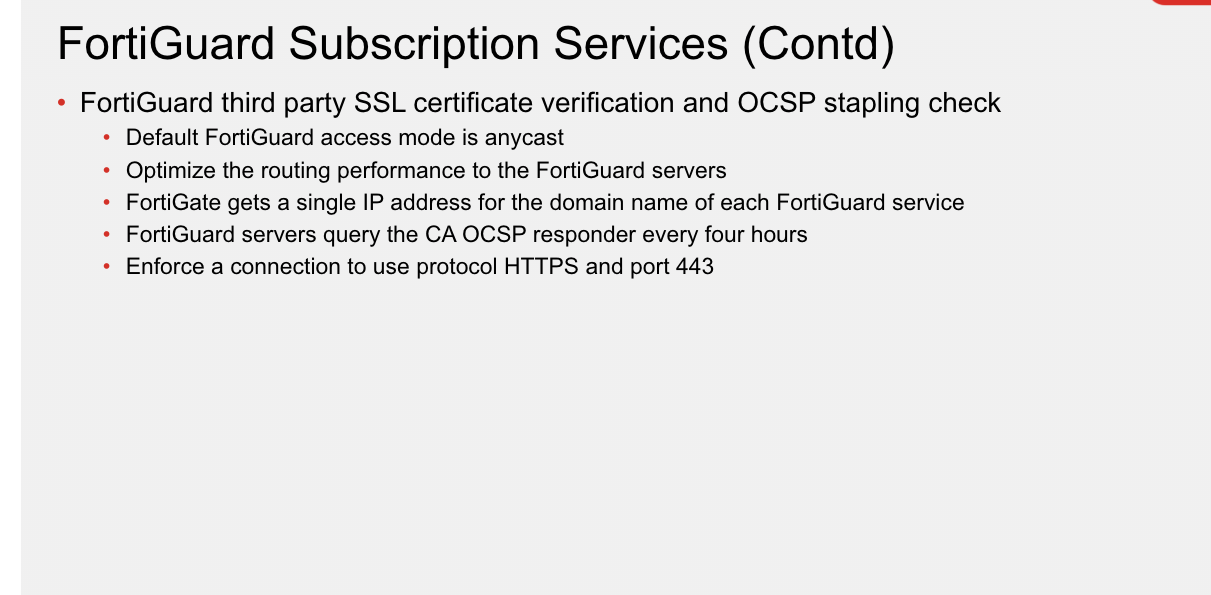 FortiGuard Subscription Services (Contd)
• FortiGuard third party SSL certificate verification and OCSP stapling check
• Default FortiGuard access mode is anycast
• Optimize the routing performance to the FortiGuard servers
• FortiGate gets a single IP address for the domain name of each FortiGuard service
• FortiGuard servers query the CA OCSP responder every four hours
• Enforce a connection to use protocol HTTPS and port 443